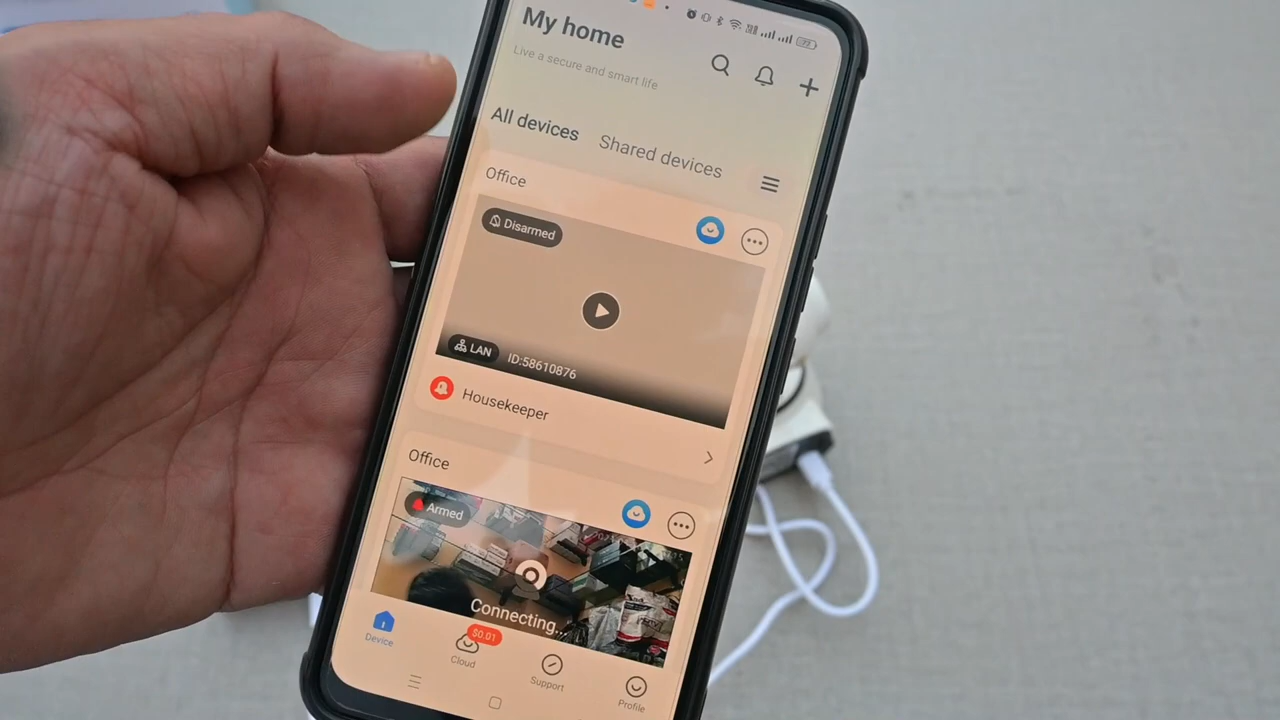 My home
Live a secure and smart life
All devices
Shared devices
Office
Disarmed
LAN
ID:58610876
Housekeeper
Office
Armed
Connecting...
$0.01
Device
Cloud
Support
Profile